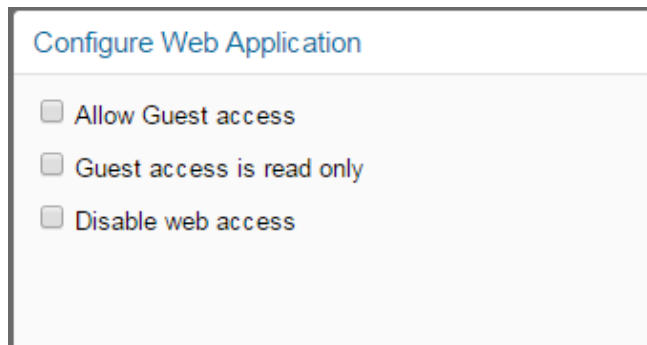 Configure Web Application
Allow Guest access
Guest access is read only
Disable web access